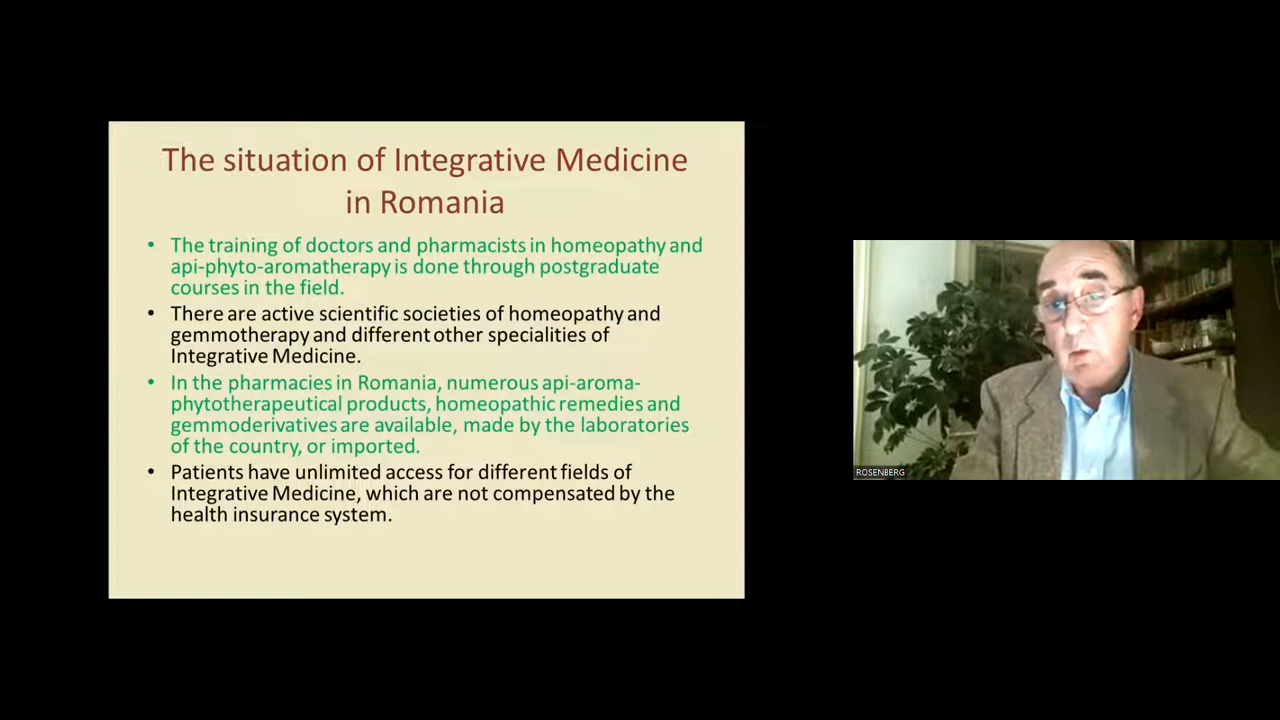 The situation of Integrative Medicine
in Romania
• The training of doctors and pharmacists in homeopathy and
api-phyto-aromatherapy is done through postgraduate
courses in the field.
• There are active scientific societies of homeopathy and
gemmotherapy and different other specialities of
Integrative Medicine.
• In the pharmacies in Romania, numerous api-aroma-
phytotherapeutical products, homeopathic remedies and
gemmoderivatives are available, made by the laboratories
of the country, or imported.
• Patients have unlimited access for different fields of
Integrative Medicine, which are not compensated by the
health insurance system.
ROSENBERG